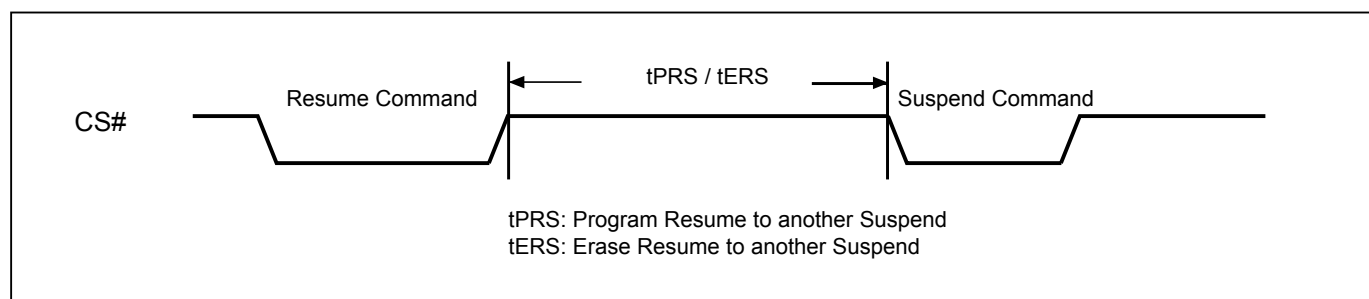 tPRS / tERS
Resume Command
Suspend Command
CS#
tPRS: Program Resume to another Suspend
tERS: Erase Resume to another Suspend